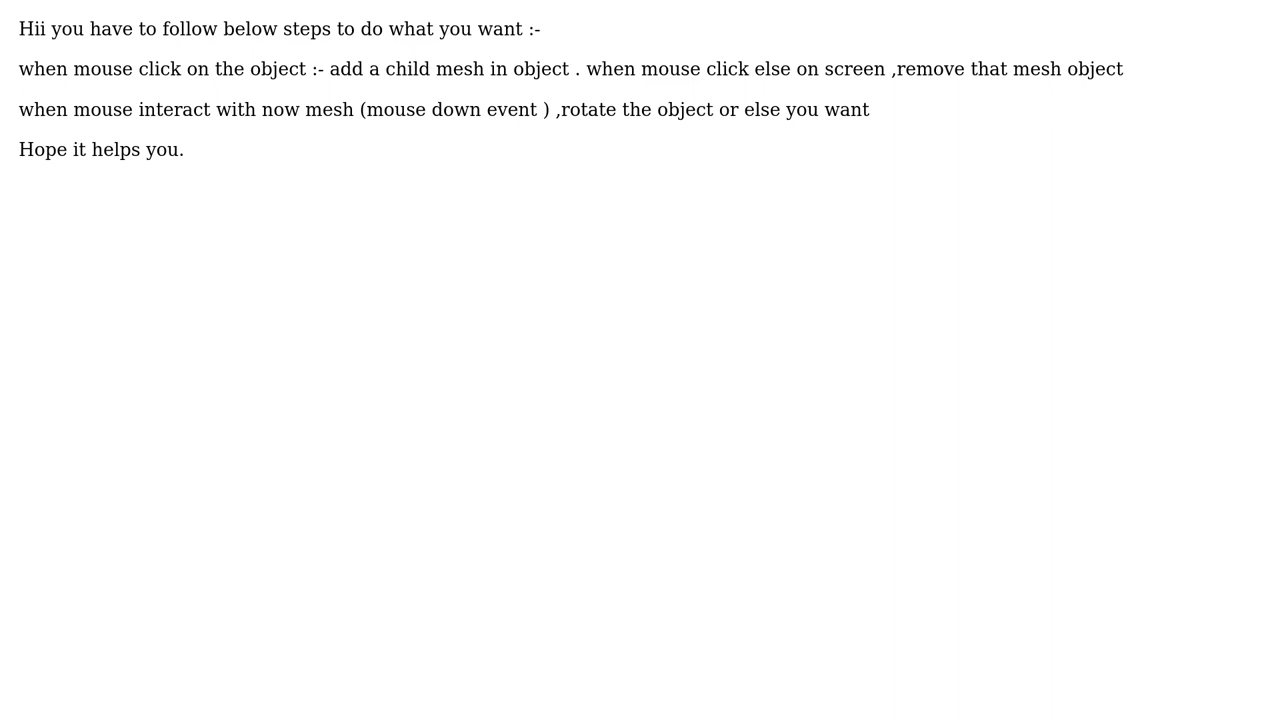 Hii you have to follow below steps to do what you want :-
when mouse click on the object :- add a child mesh in object . when mouse click else on screen ,remove that mesh object
when mouse interact with now mesh (mouse down event ) ,rotate the object or else you want
Hope it helps you.